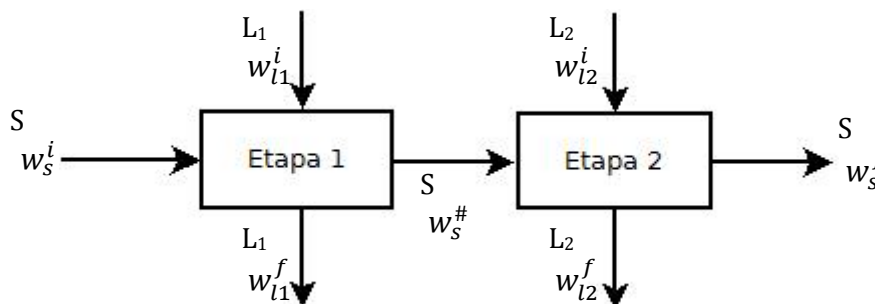 L₁
w_{l1}^i
L₂
w_{l2}^i
S
w_s^i
Etapa 1
S
w_s^#
Etapa 2
S
L₁
w_{l1}^f
L₂
w_{l2}^f